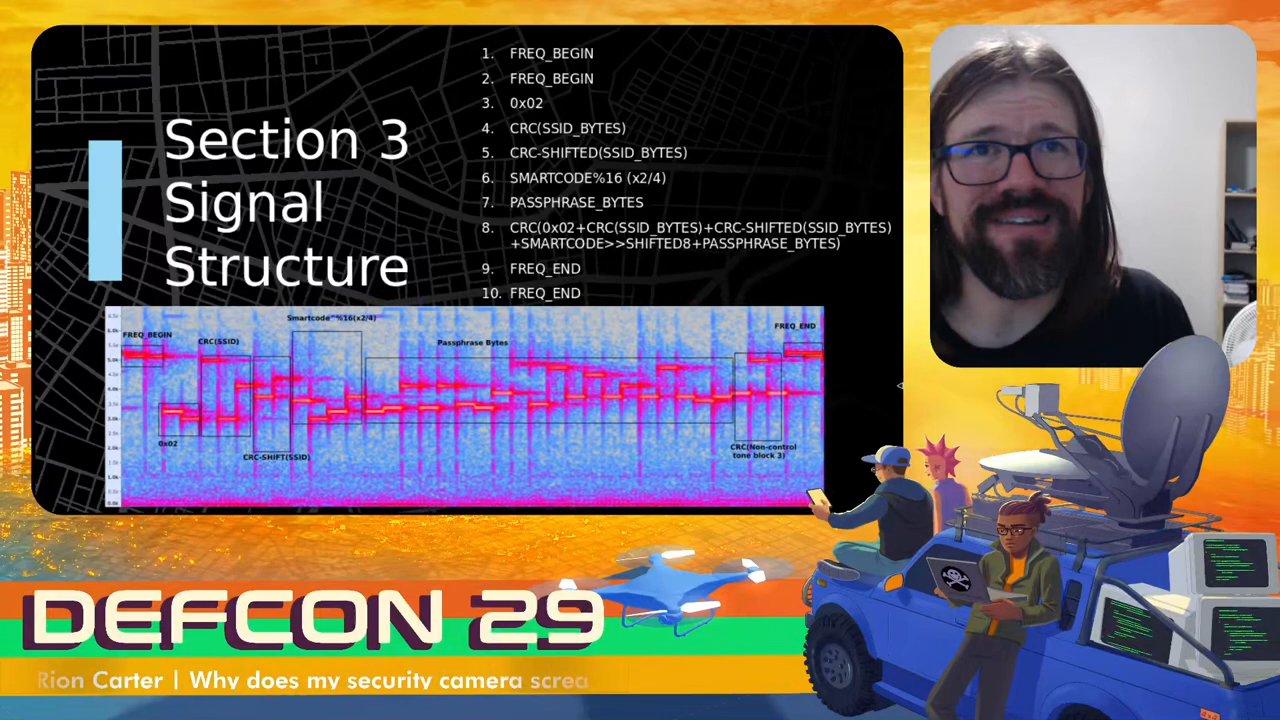 Section 3
Signal
Structure
1. FREQ_BEGIN
2. FREQ_BEGIN
3. 0x02
4. CRC(SSID_BYTES)
5. CRC-SHIFTED(SSID_BYTES)
6. SMARTCODE%16 (x2/4)
7. PASSPHRASE_BYTES
8. CRC(0x02+CRC(SSID_BYTES)+CRC-SHIFTED(SSID_BYTES)
+SMARTCODE>>SHIFTED8+PASSPHRASE_BYTES)
9. FREQ_END
10. FREQ_END
Smartcode^%16(x2/4)
FREQ_BEGIN
CRC(SSID)
Passphrase Bytes
FREQ_END
0x02
CRC-SHIFT(SSID)
CRC(Non-control
tone block 3)
DEFCON 29
Rion Carter | Why does my security camera screa